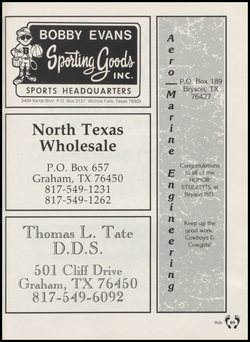 BOBBY EVANS
Sporting Goods
INC.
SPORTS HEADQUARTERS
2404 Kemp Blvd. P.O. Box 3127, Wichita Falls, Texas 76309
North Texas
Wholesale
P.O. Box 657
Graham, TX 76450
817-549-1231
817-549-1262
Thomas L. Tate
D.D.S.
501 Cliff Drive
Graham, TX 76450
817-549-6092
Aero—Marine Engineering
P.O. Box 189
Bryson, TX
76427
Congratulations
to all of the
HONOR
STUDENTS at
Bryson ISD.
Keep up the
good work,
Cowboys &
Cowgirls!
Ads